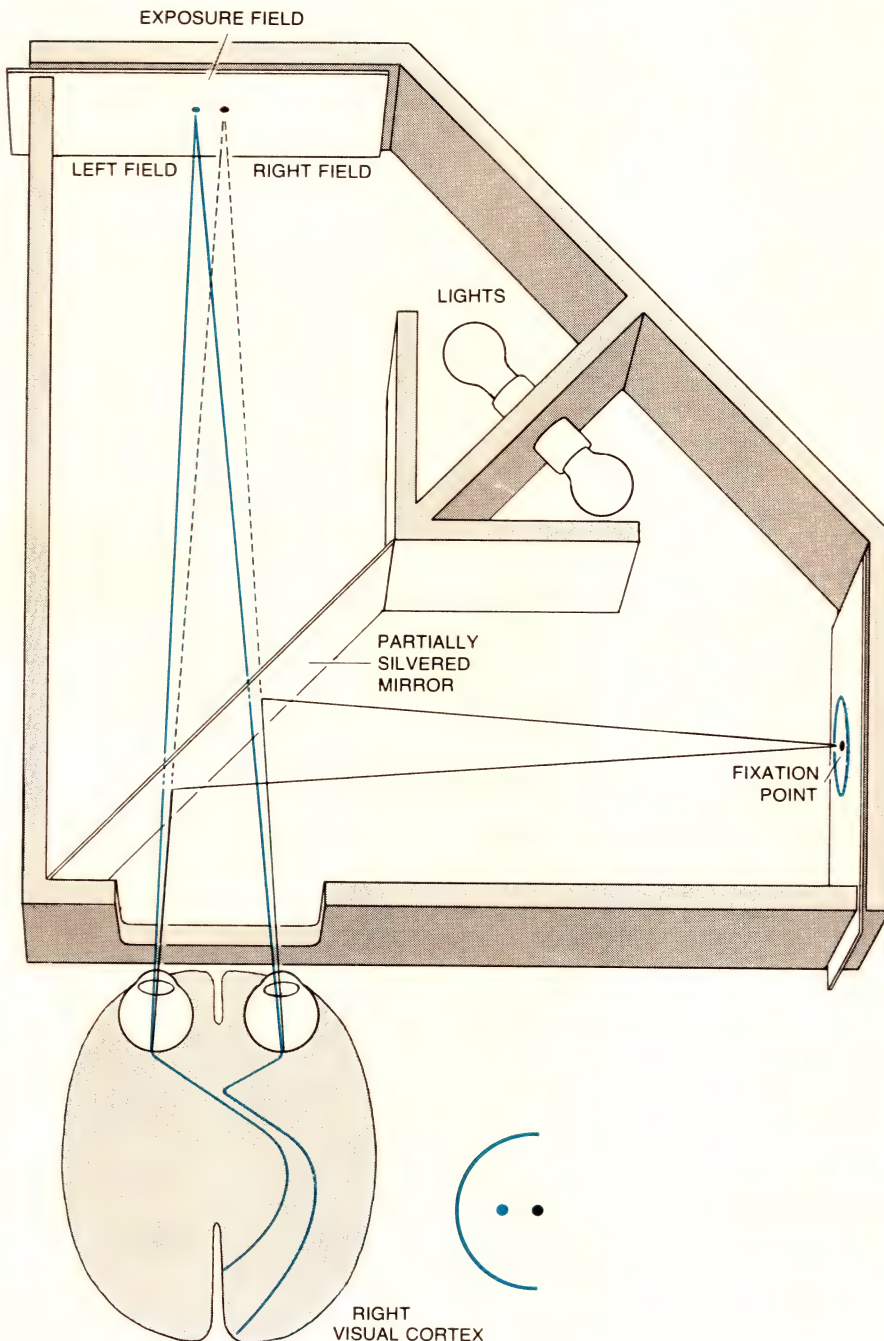 EXPOSURE FIELD
LEFT FIELD
RIGHT FIELD
LIGHTS
PARTIALLY
SILVERED
MIRROR
FIXATION
POINT
RIGHT
VISUAL CORTEX